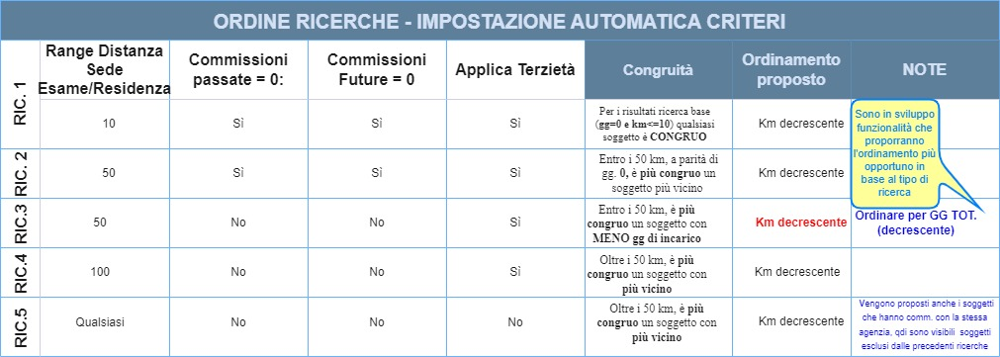 ORDINE RICERCHE - IMPOSTAZIONE AUTOMATICA CRITERI
Range Distanza
Sede
Esame/Residenza
Commissioni
passate = 0:
Commissioni
Future = 0
Applica Terzietà
Congruità
Ordinamento
proposto
NOTE
RIC. 1
10
Sì
Sì
Sì
Per i risultati ricerca base
(gg=0 e km<=10) qualsiasi
soggetto è CONGRUO
Km decrescente
Sono in sviluppo
funzionalità che
proporranno
l'ordinamento più
opportuno in
base al tipo di
ricerca
RIC. 2
50
Sì
Sì
Sì
Entro i 50 km, a parità di
gg. 0, è più congruo un
soggetto più vicino
Km decrescente
RIC.3
50
No
No
Sì
Entro i 50 km, è più
congruo un soggetto con
MENO gg di incarico
Km decrescente
Ordinare per GG TOT.
(decrescente)
RIC.4
100
No
No
Sì
Oltre i 50 km, è più
congruo un soggetto con
più vicino
Km decrescente
RIC.5
Qualsiasi
No
No
No
Oltre i 50 km, è più
congruo un soggetto con
più vicino
Km decrescente
Vengono proposti anche i soggetti
che hanno comm. con la stessa
agenzia, qdi sono visibili soggetti
esclusi dalle precedenti ricerche